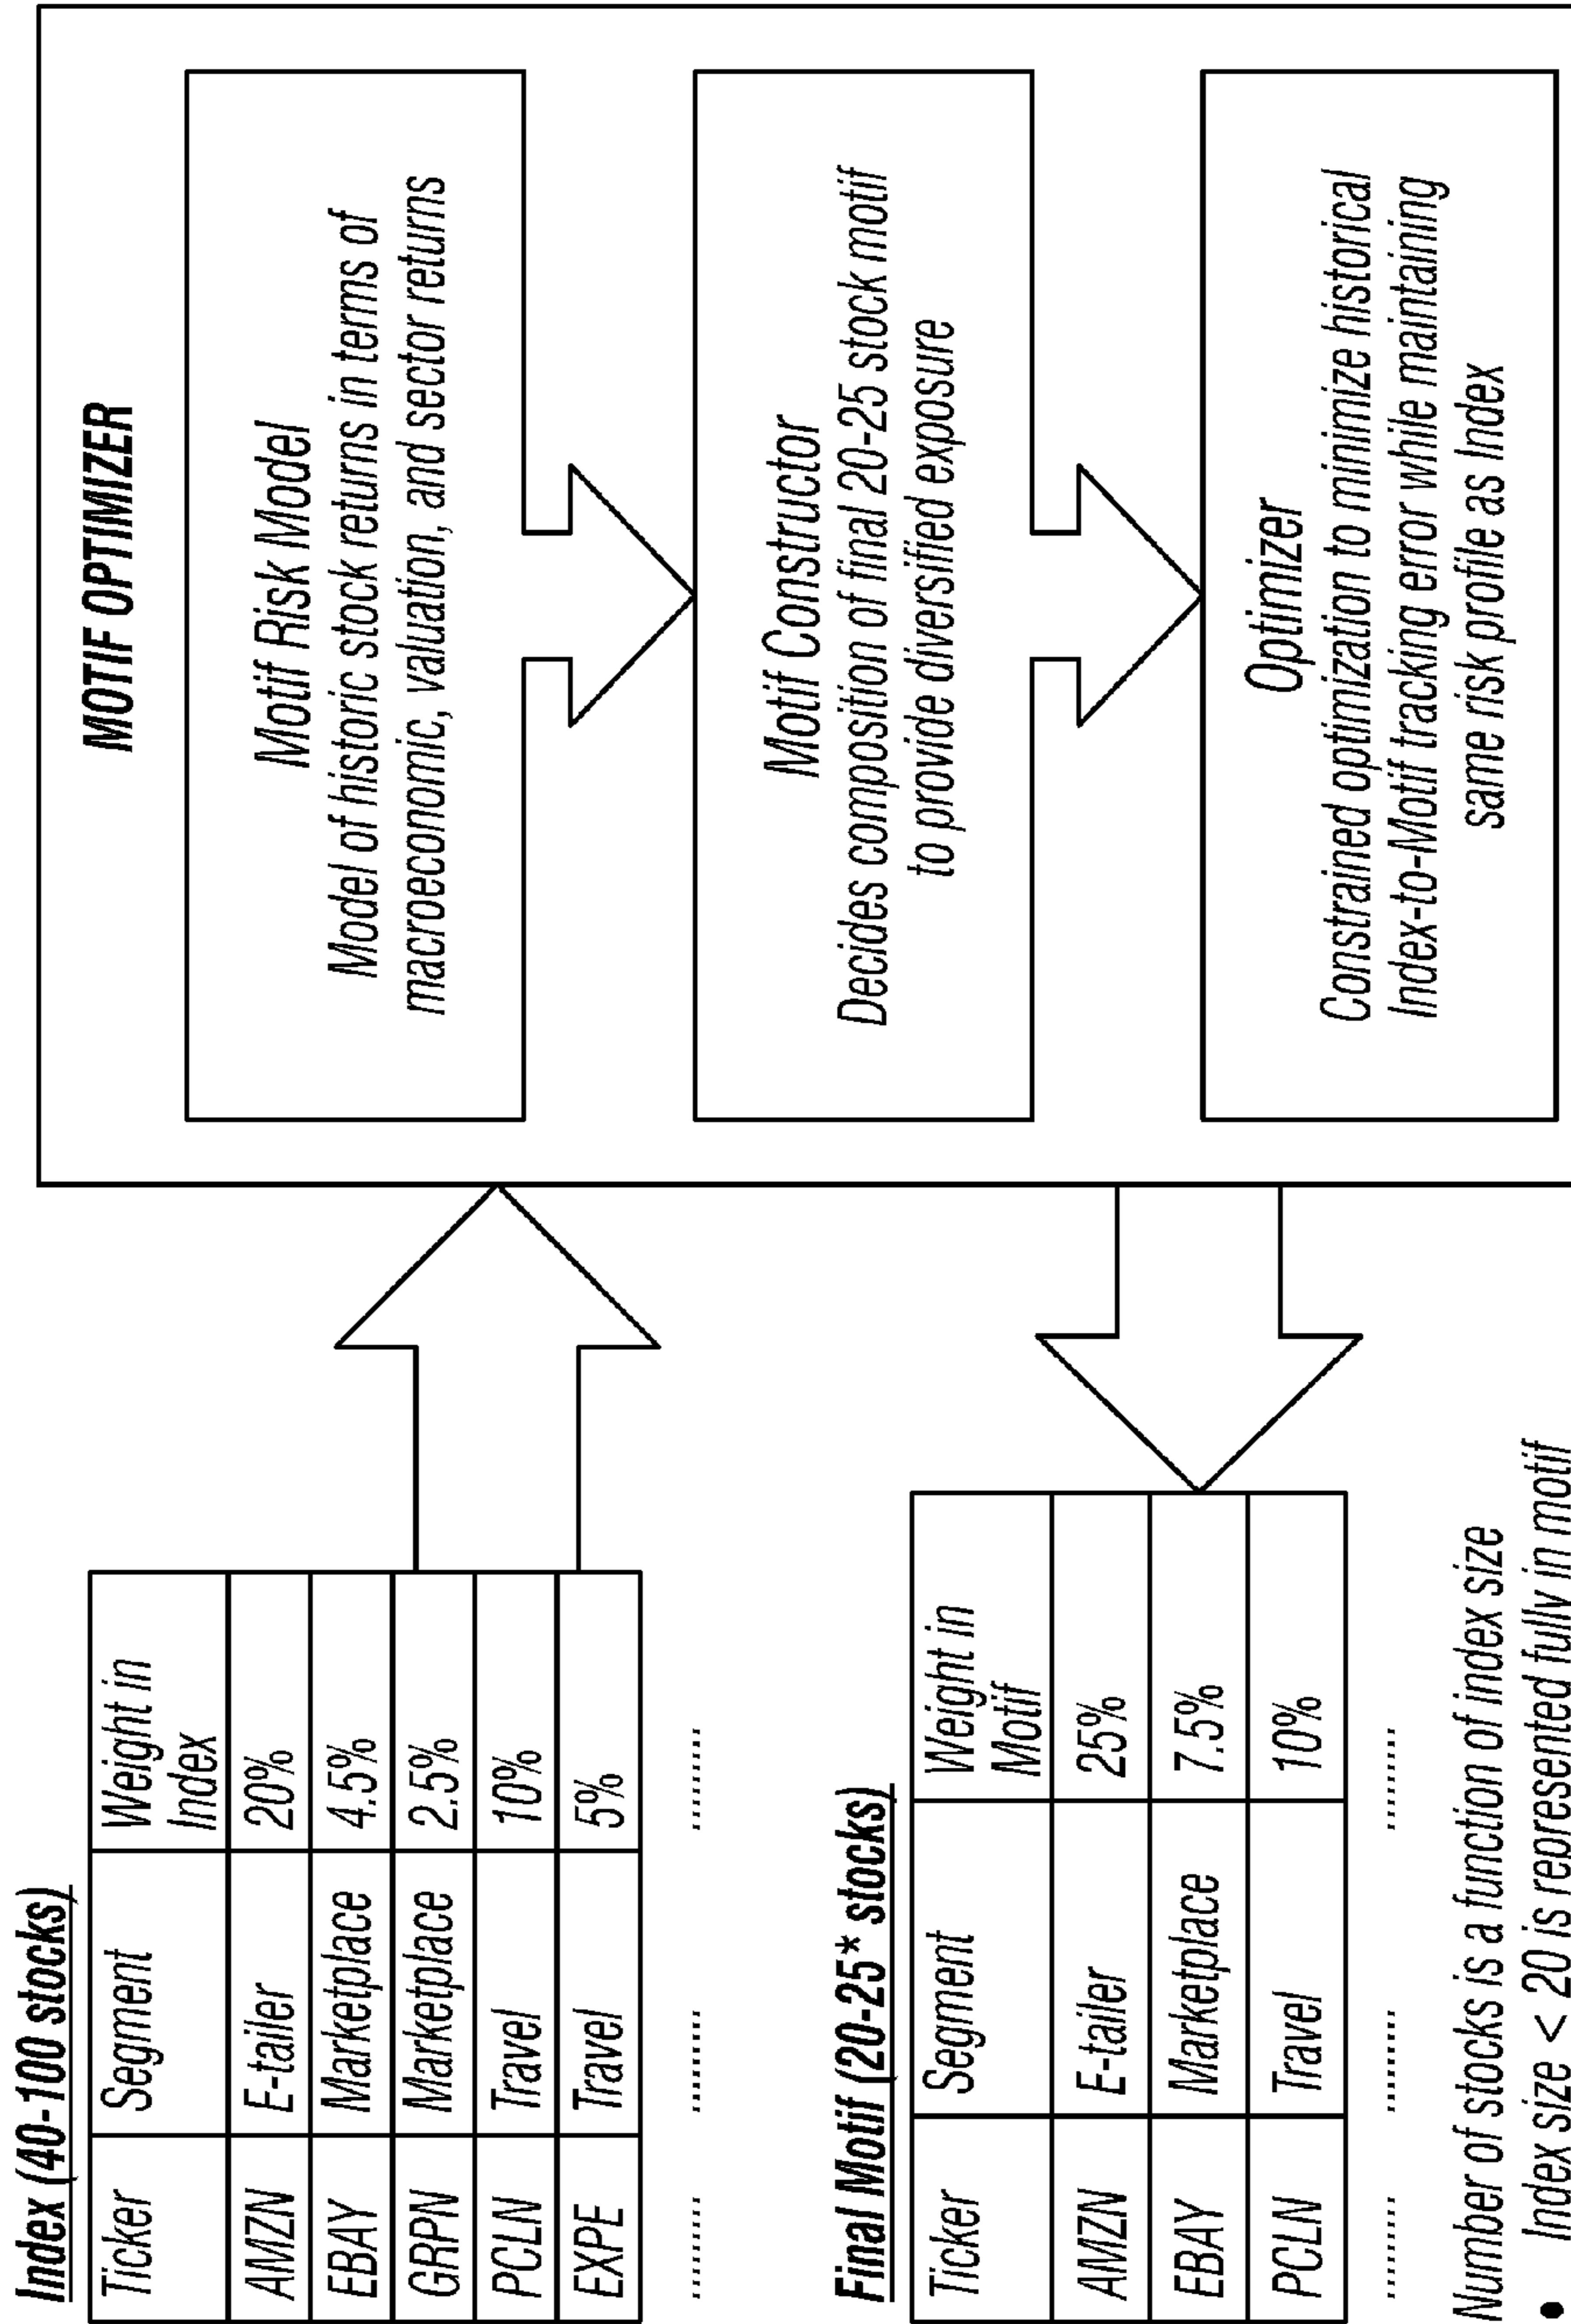 Index (40-100 stocks)
Ticker Segment Weight in Index
AMZN E-tailer 20%
EBAY Marketplace 4.5%
GRPN Marketplace 2.5%
PCLN Travel 10%
EXPE Travel 5%
........ ........ ........
MOTIF OPTIMIZER
Motif Risk Model
Model of historic stock returns in terms of
macroeconomic, valuation, and sector returns
Motif Constructor
Decides composition of final 20-25 stock motif
to provide diversified exposure
Optimizer
Constrained optimization to minimize historical
Index-to-Motif tracking error while maintaining
same risk profile as Index
Final Motif (20-25* stocks)
Ticker Segment Weight in Motif
AMZN E-tailer 25%
EBAY Marketplace 7.5%
PCLN Travel 10%
........ ........ ........
Number of stocks is a function of index size
• Index size < 20 is represented fully in motif